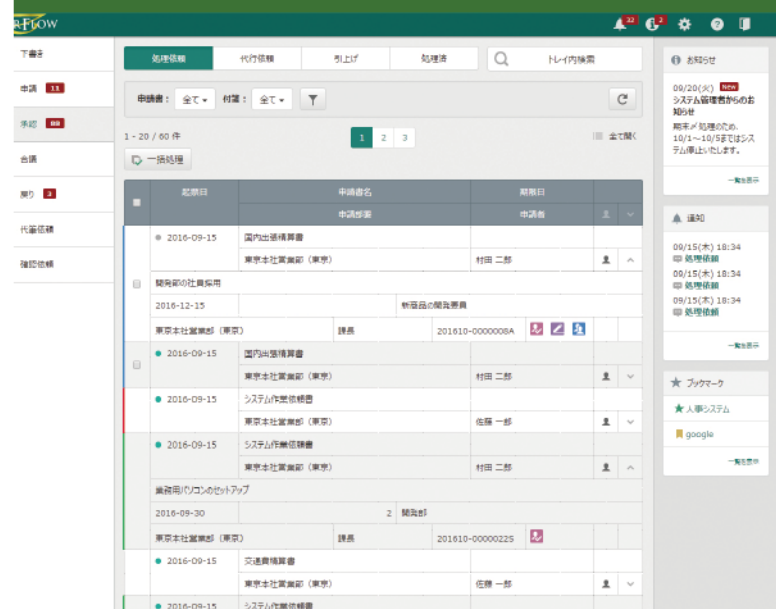 RFLOW
32
2
下書き
申請 11
承認 88
合議
戻り 3
代筆依頼
確認依頼
処理依頼
代行依頼
引上げ
処理済
トレイ内検索
申請書： 全て 付箋： 全て
1 - 20 / 60 件
1 2 3
全て開く
一括処理
起票日 申請書名 期限日
申請部署 申請者
2016-09-15 国内出張精算書
東京本社営業部（東京） 村田 二郎
開発部の社員採用
2016-12-15 新商品の開発要員
東京本社営業部（東京） 課長 201610-0000008A
2016-09-15 国内出張精算書
東京本社営業部（東京） 村田 二郎
2016-09-15 システム作業依頼書
東京本社営業部（東京） 佐藤 一郎
2016-09-15 システム作業依頼書
東京本社営業部（東京） 村田 二郎
業務用パソコンのセットアップ
2016-09-30 2 開発部
東京本社営業部（東京） 課長 201610-0000022S
2016-09-15 交通費精算書
東京本社営業部（東京） 佐藤 一郎
2016-09-15 システム作業依頼書
お知らせ
09/20(火) New
システム管理者からのお
知らせ
期末〆処理のため、
10/1～10/5まではシス
テム停止いたします。
一覧を表示
通知
09/15(木) 18:34
処理依頼
09/15(木) 18:34
処理依頼
09/15(木) 18:34
処理依頼
一覧を表示
ブックマーク
人事システム
google
一覧を表示